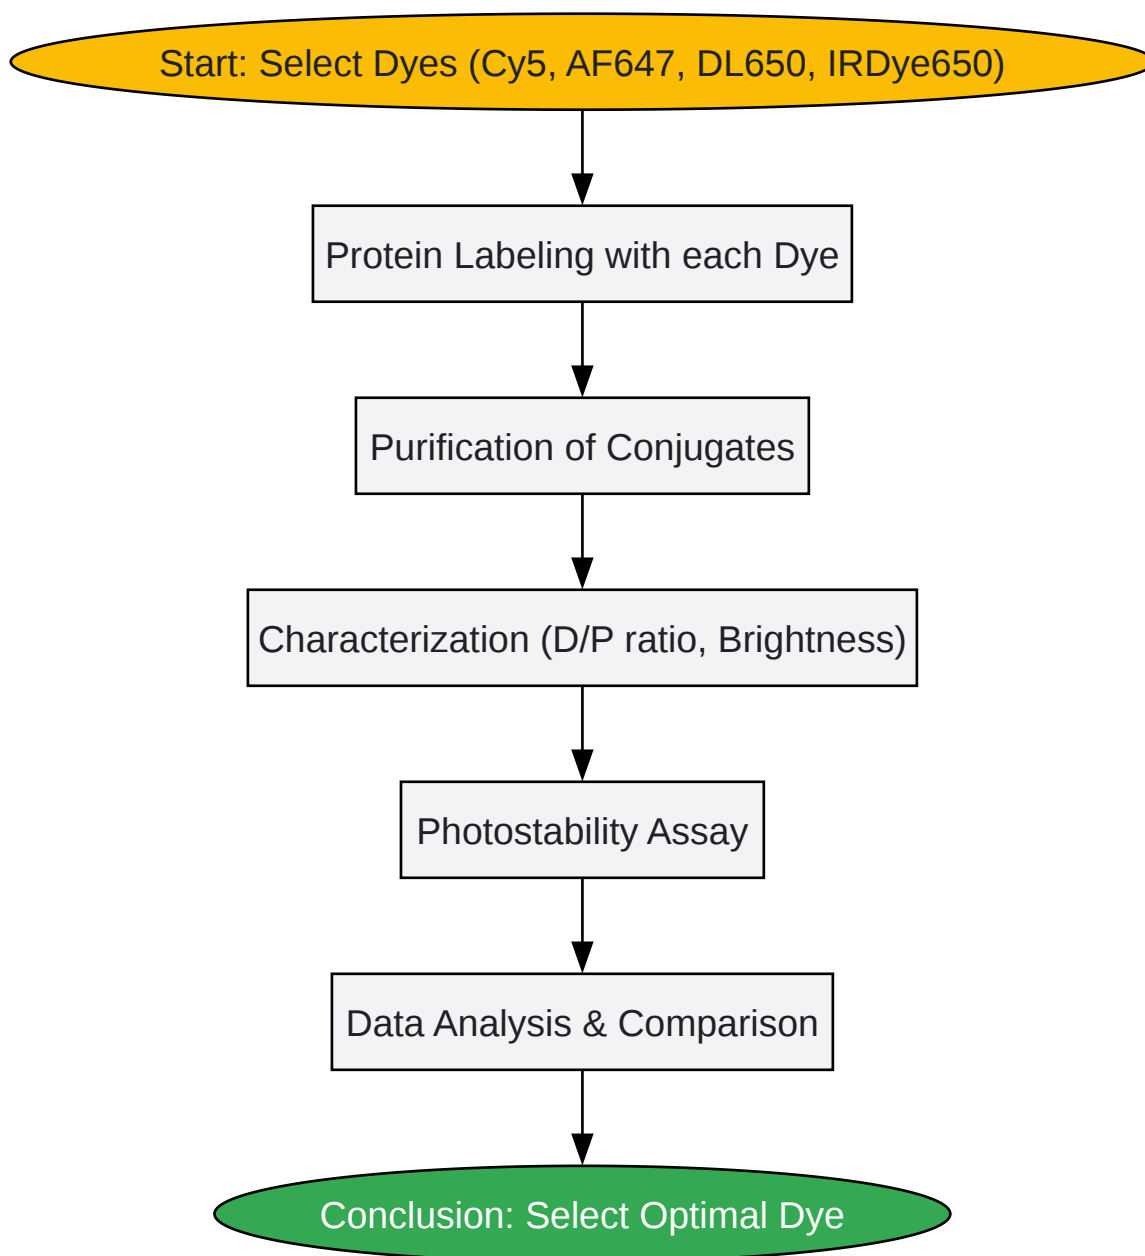 Start: Select Dyes (Cy5, AF647, DL650, IRDye650)
Protein Labeling with each Dye
Purification of Conjugates
Characterization (D/P ratio, Brightness)
Photostability Assay
Data Analysis & Comparison
Conclusion: Select Optimal Dye